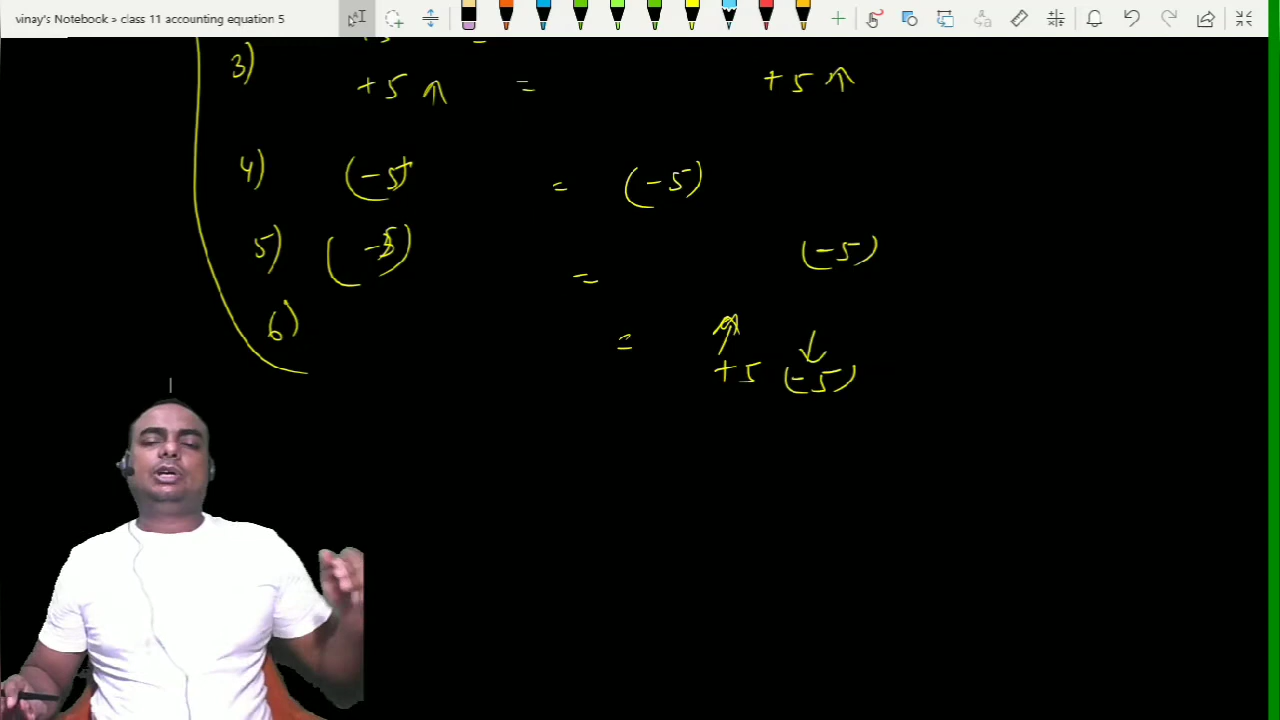 vinay's Notebook > class 11 accounting equation 5
3) +5 ↑ = +5 ↑
4) (-5) = (-5)
5) (-5) = (-5)
6) = ↑ ↓
+5 (-5)